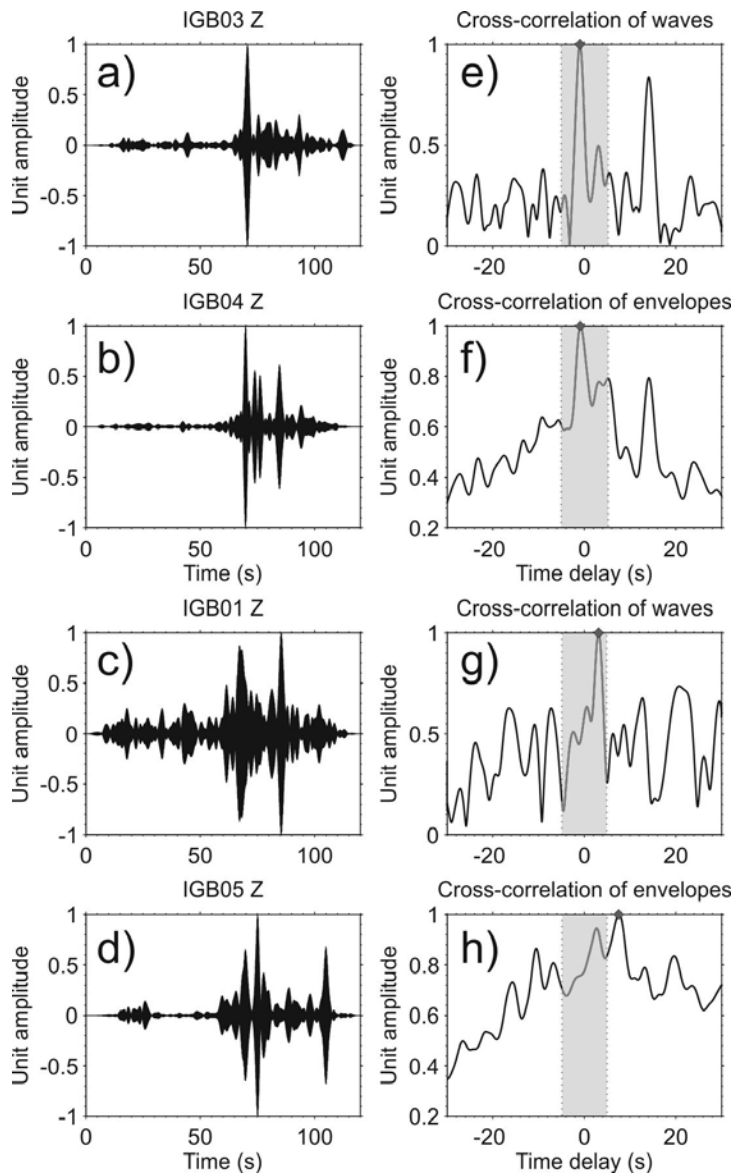 IGB03 Z
Cross-correlation of waves
a)
e)
Unit amplitude
1
0.5
0
-0.5
-1
0
50
100
Unit amplitude
1
0.5
0
-20
0
20
IGB04 Z
Cross-correlation of envelopes
b)
f)
Unit amplitude
1
0.5
0
-0.5
-1
0
50
100
Time (s)
Unit amplitude
1
0.8
0.6
0.4
0.2
-20
0
20
Time delay (s)
IGB01 Z
Cross-correlation of waves
c)
g)
Unit amplitude
1
0.5
0
-0.5
-1
0
50
100
Unit amplitude
1
0.5
0
-20
0
20
IGB05 Z
Cross-correlation of envelopes
d)
h)
Unit amplitude
1
0.5
0
-0.5
-1
0
50
100
Time (s)
Unit amplitude
1
0.8
0.6
0.4
0.2
-20
0
20
Time delay (s)